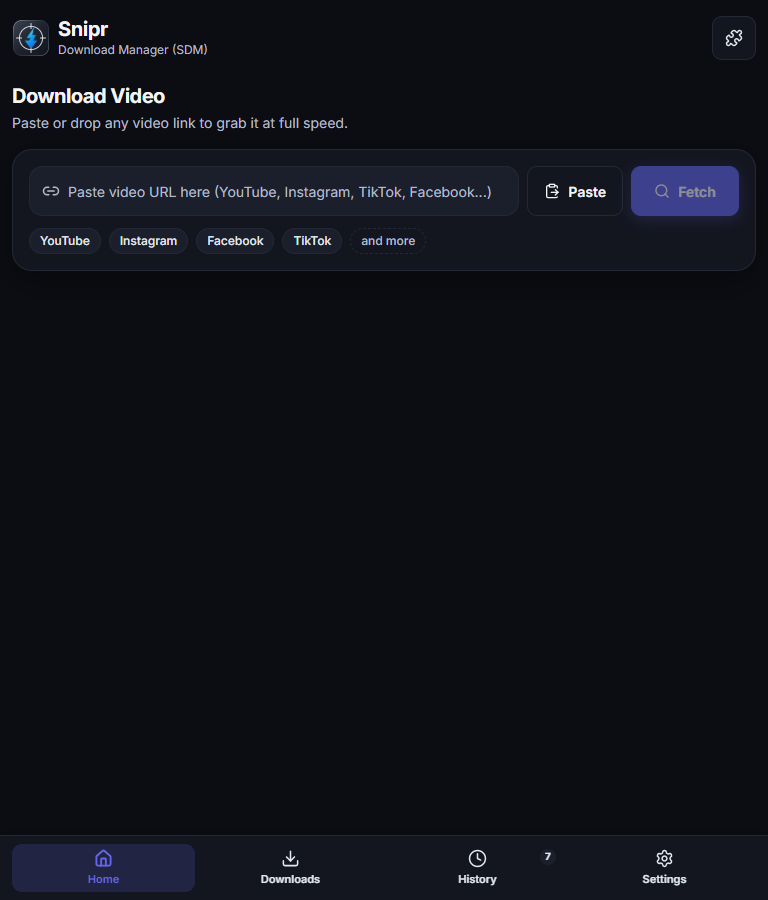 Snipr
Download Manager (SDM)
Download Video
Paste or drop any video link to grab it at full speed.
Paste video URL here (YouTube, Instagram, TikTok, Facebook...)
Paste
Fetch
YouTube
Instagram
Facebook
TikTok
and more
Home
Downloads
History
7
Settings